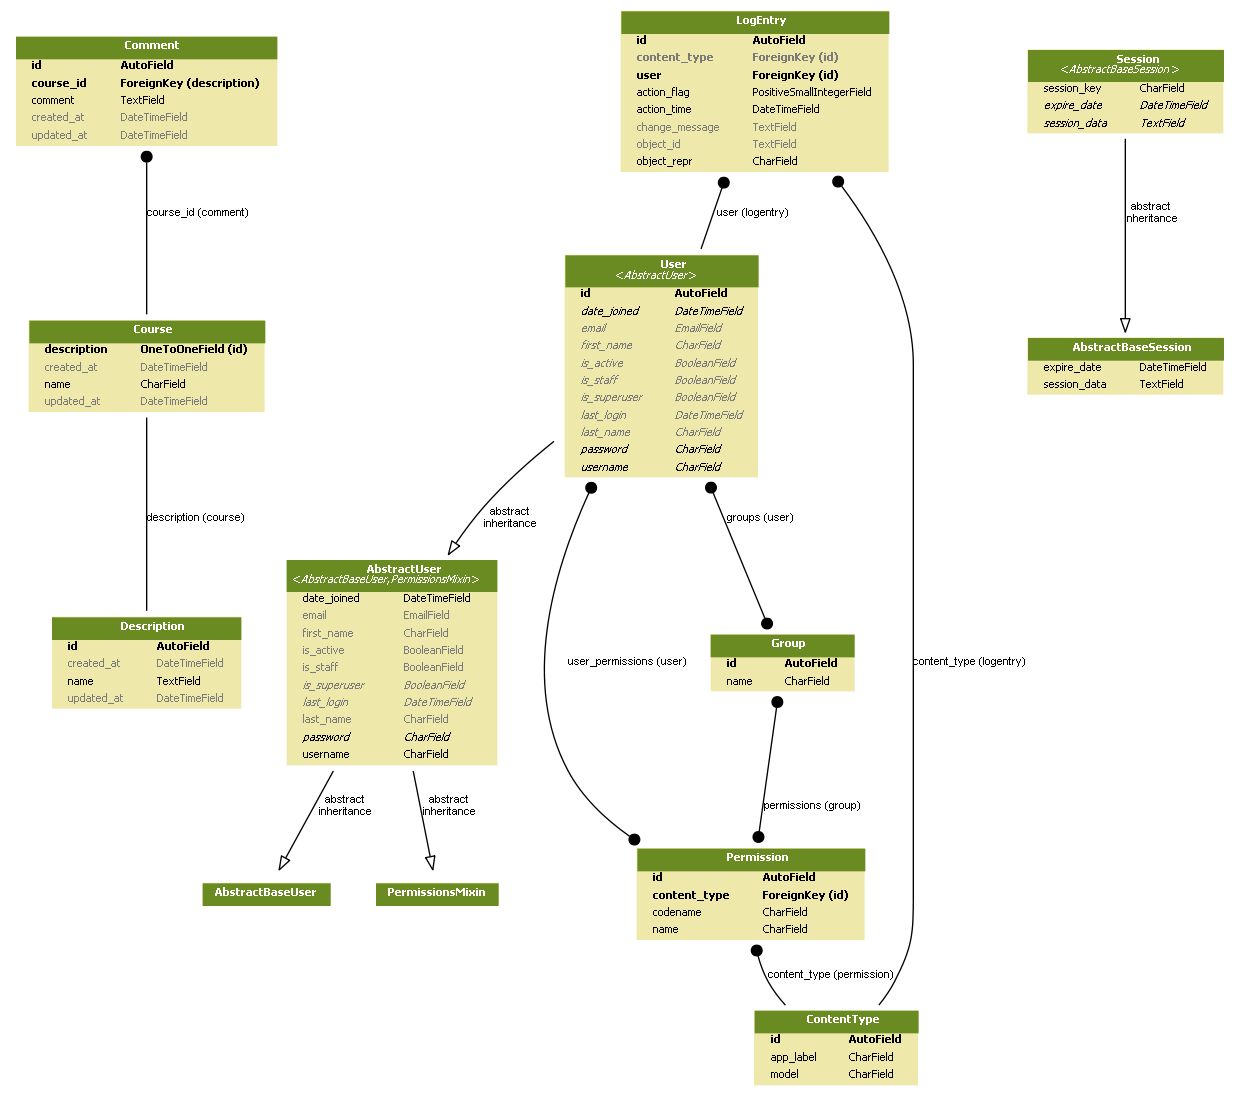 Comment
id AutoField
course_id ForeignKey (description)
comment TextField
created_at DateTimeField
updated_at DateTimeField
course_id (comment)
Course
description OneToOneField (id)
created_at DateTimeField
name CharField
updated_at DateTimeField
description (course)
Description
id AutoField
created_at DateTimeField
name TextField
updated_at DateTimeField
LogEntry
id AutoField
content_type ForeignKey (id)
user ForeignKey (id)
action_flag PositiveSmallIntegerField
action_time DateTimeField
change_message TextField
object_id TextField
object_repr CharField
user (logentry)
User
<AbstractUser>
id AutoField
date_joined DateTimeField
email EmailField
first_name CharField
is_active BooleanField
is_staff BooleanField
is_superuser BooleanField
last_login DateTimeField
last_name CharField
password CharField
username CharField
abstract
inheritance
groups (user)
AbstractUser
<AbstractBaseUser,PermissionsMixin>
date_joined DateTimeField
email EmailField
first_name CharField
is_active BooleanField
is_staff BooleanField
is_superuser BooleanField
last_login DateTimeField
last_name CharField
password CharField
username CharField
user_permissions (user)
Group
id AutoField
name CharField
content_type (logentry)
abstract
inheritance
abstract
inheritance
permissions (group)
AbstractBaseUser
PermissionsMixin
Permission
id AutoField
content_type ForeignKey (id)
codename CharField
name CharField
content_type (permission)
ContentType
id AutoField
app_label CharField
model CharField
Session
<AbstractBaseSession>
session_key CharField
expire_date DateTimeField
session_data TextField
abstract
nheritance
AbstractBaseSession
expire_date DateTimeField
session_data TextField